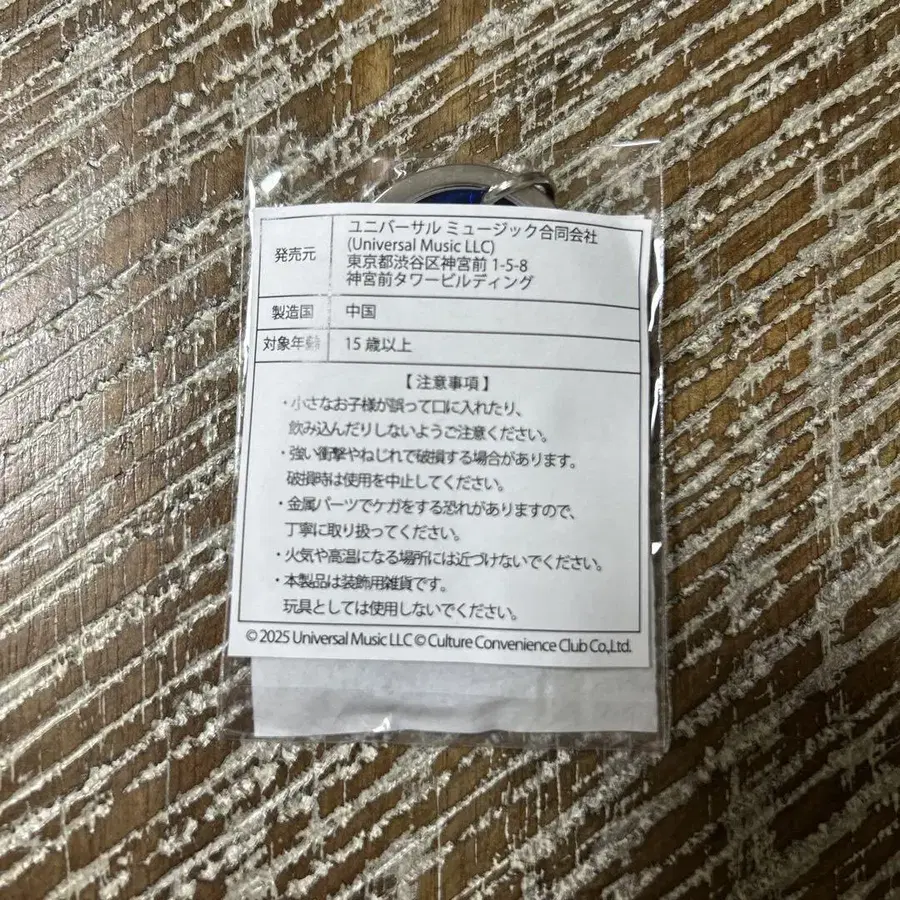 発売元
ユニバーサル ミュージック合同会社
(Universal Music LLC)
東京都渋谷区神宮前 1-5-8
神宮前タワービルディング
製造国 中国
対象年齢 15 歳以上
【注意事項】
・小さなお子様が誤って口に入れたり、
飲み込んだりしないようご注意ください。
・強い衝撃やねじれで破損する場合があります。
破損時は使用を中止してください。
・金属パーツでケガをする恐れがありますので、
丁寧に取り扱ってください。
・火気や高温になる場所には近づけないでください。
・本製品は装飾用雑貨です。
玩具としては使用しないでください。
© 2025 Universal Music LLC © Culture Convenience Club Co.,Ltd.